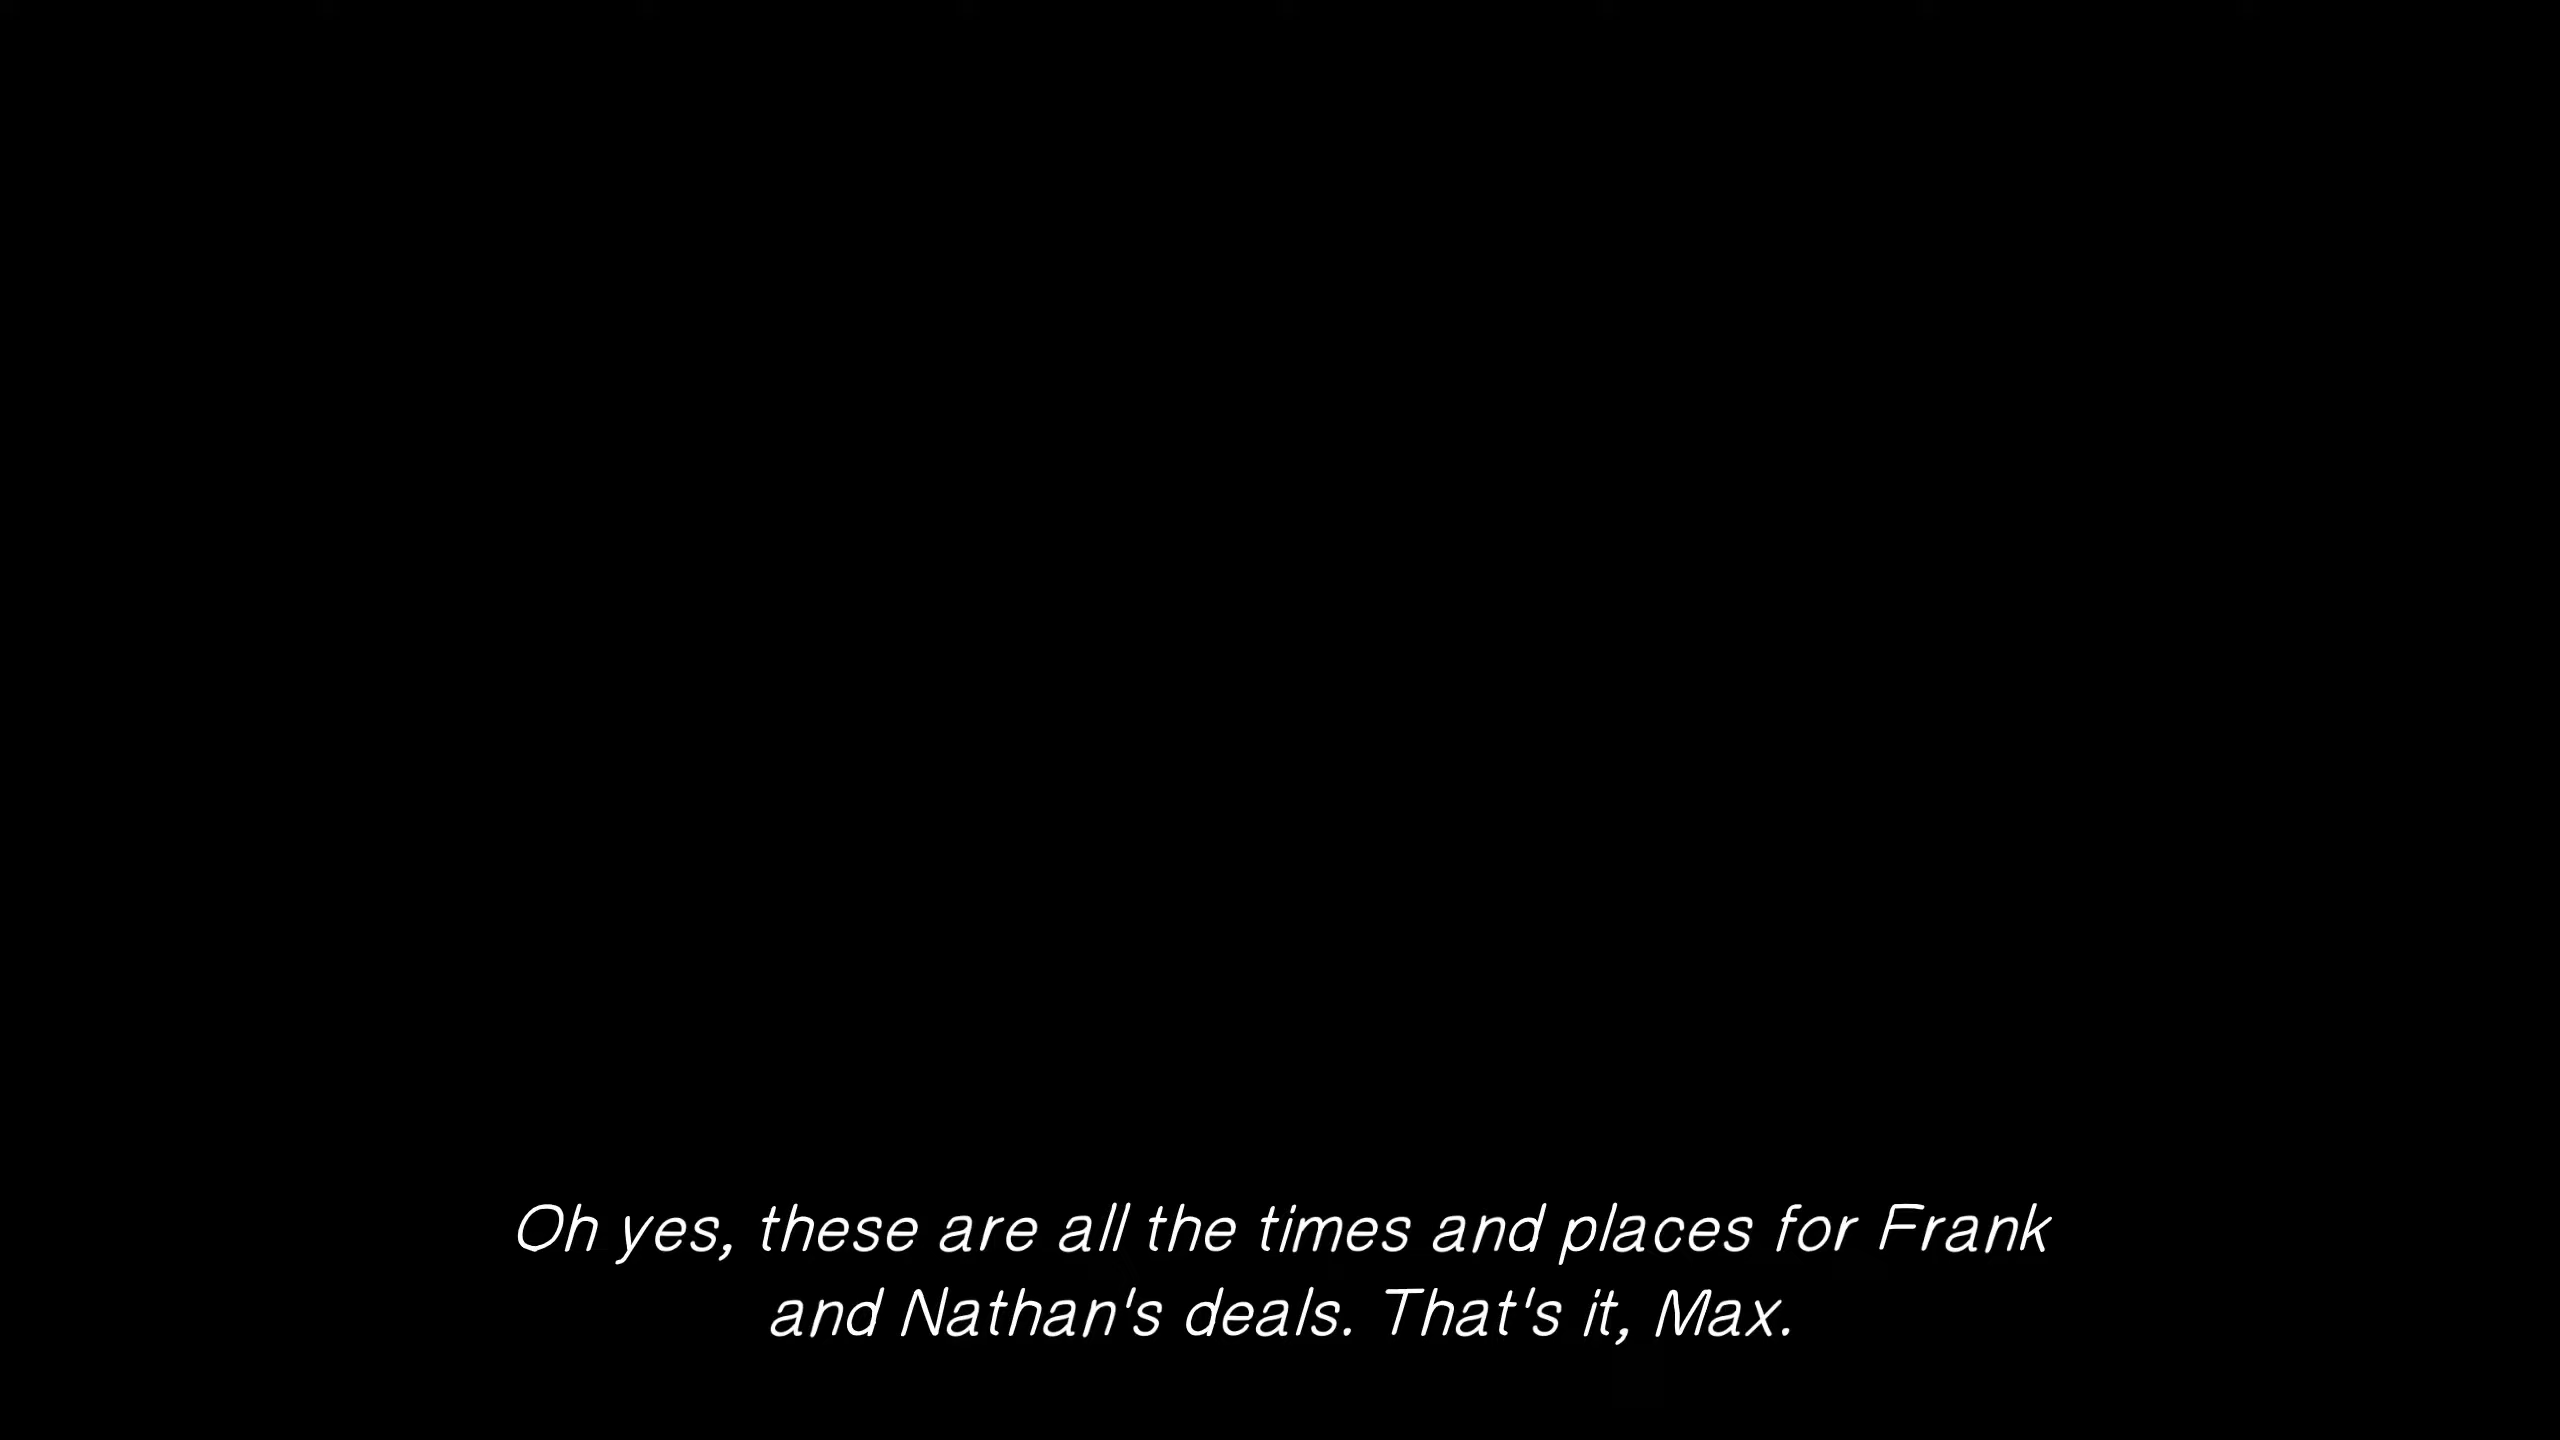 Oh yes, these are all the times and places for Frank
and Nathan's deals. That's it, Max.